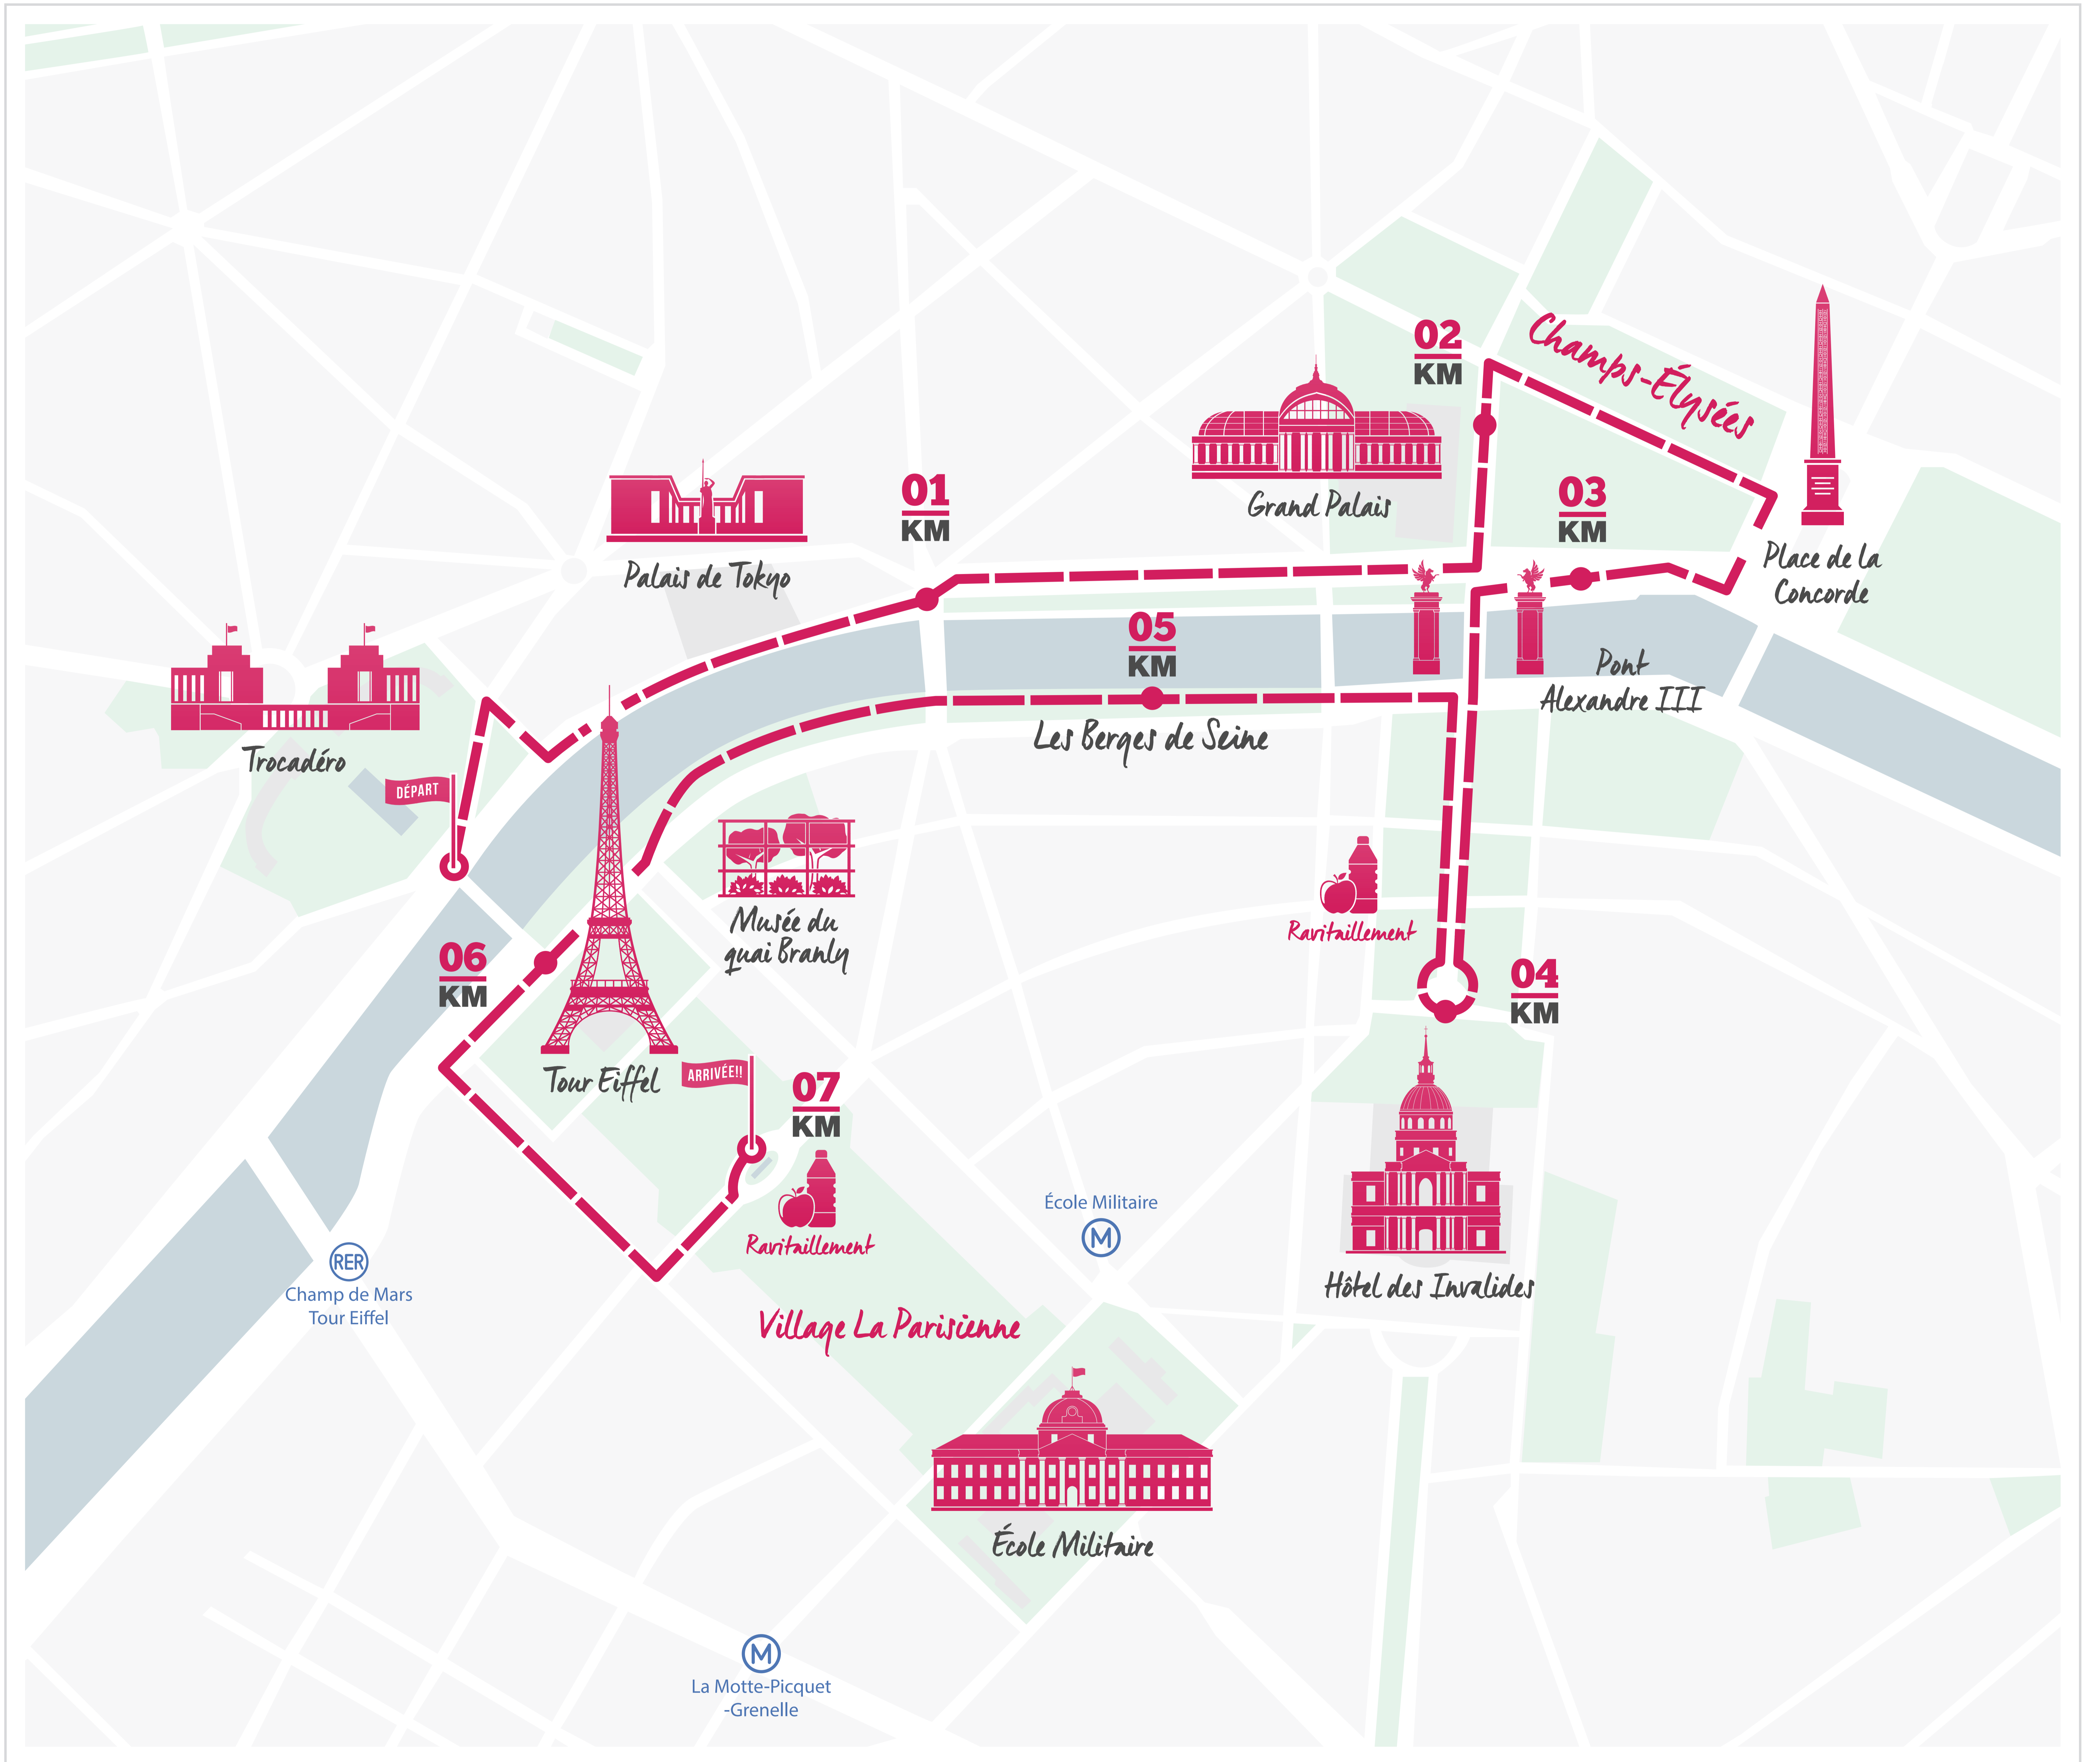 02
KM
Champs-Élysées
Grand Palais
01
KM
03
KM
Palais de Tokyo
Place de la
Concorde
05
KM
Pont
Alexandre III
Les Berges de Seine
Trocadéro
DÉPART
Musée du
quai Branly
Ravitaillement
06
KM
04
KM
Tour Eiffel
ARRIVÉE!!
07
KM
Ravitaillement
École Militaire
M
RER
Champ de Mars
Tour Eiffel
Hôtel des Invalides
Village La Parisienne
École Militaire
M
La Motte-Picquet
-Grenelle